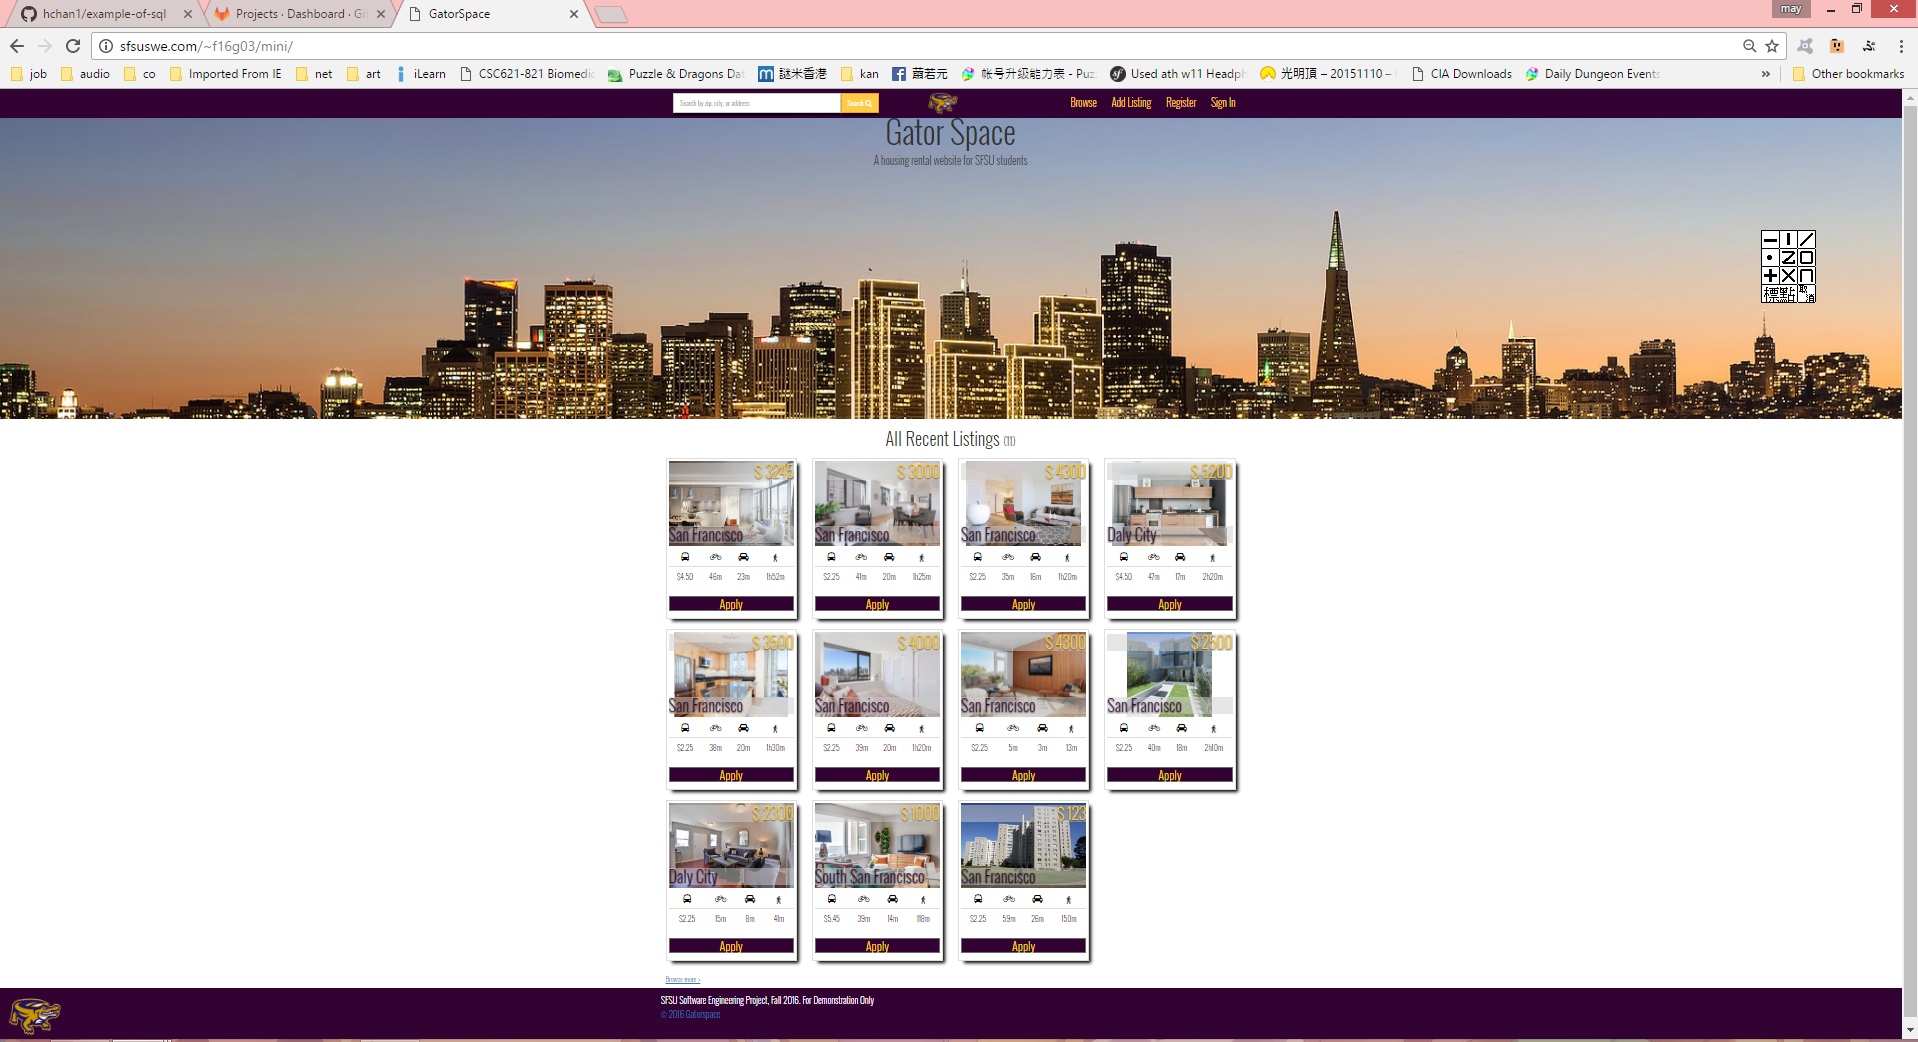 may
hchan1/example-of-sql
Projects · Dashboard · Git
GatorSpace
sfsuswe.com/~f16g03/mini/
job
audio
co
Imported From IE
net
art
iLearn
CSC621-821 Biomedic
Puzzle & Dragons Dat
謎米香港
kan
蕭若元
帐号升級能力表 - Puz
Used ath w11 Headph
光明頂 – 20151110 –
CIA Downloads
Daily Dungeon Events
»
Other bookmarks
Search by zip, city, or address
Search
Browse
Add Listing
Register
Sign In
Gator Space
A housing rental website for SFSU students
標點
取消
All Recent Listings (11)
$ 3245
$ 3000
$ 4300
$ 5200
San Francisco
San Francisco
San Francisco
Daly City
$4.50 46m 23m 1h52m
$2.25 41m 20m 1h25m
$2.25 35m 16m 1h20m
$4.50 47m 17m 2h20m
Apply
Apply
Apply
Apply
$ 3500
$ 4000
$ 4300
$ 2500
San Francisco
San Francisco
San Francisco
San Francisco
$2.25 38m 20m 1h30m
$2.25 39m 20m 1h20m
$2.25 5m 3m 13m
$2.25 40m 18m 2h10m
Apply
Apply
Apply
Apply
$ 2300
$ 1000
$ 123
Daly City
South San Francisco
San Francisco
$2.25 15m 8m 41m
$5.45 39m 14m 118m
$2.25 59m 26m 150m
Apply
Apply
Apply
Browse more >
SFSU Software Engineering Project, Fall 2016. For Demonstration Only
© 2016 Gatorspace